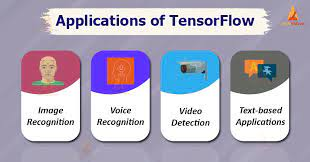 Applications of TensorFlow
Image
Recognition
Voice
Recognition
Video
Detection
Text-based
Applications